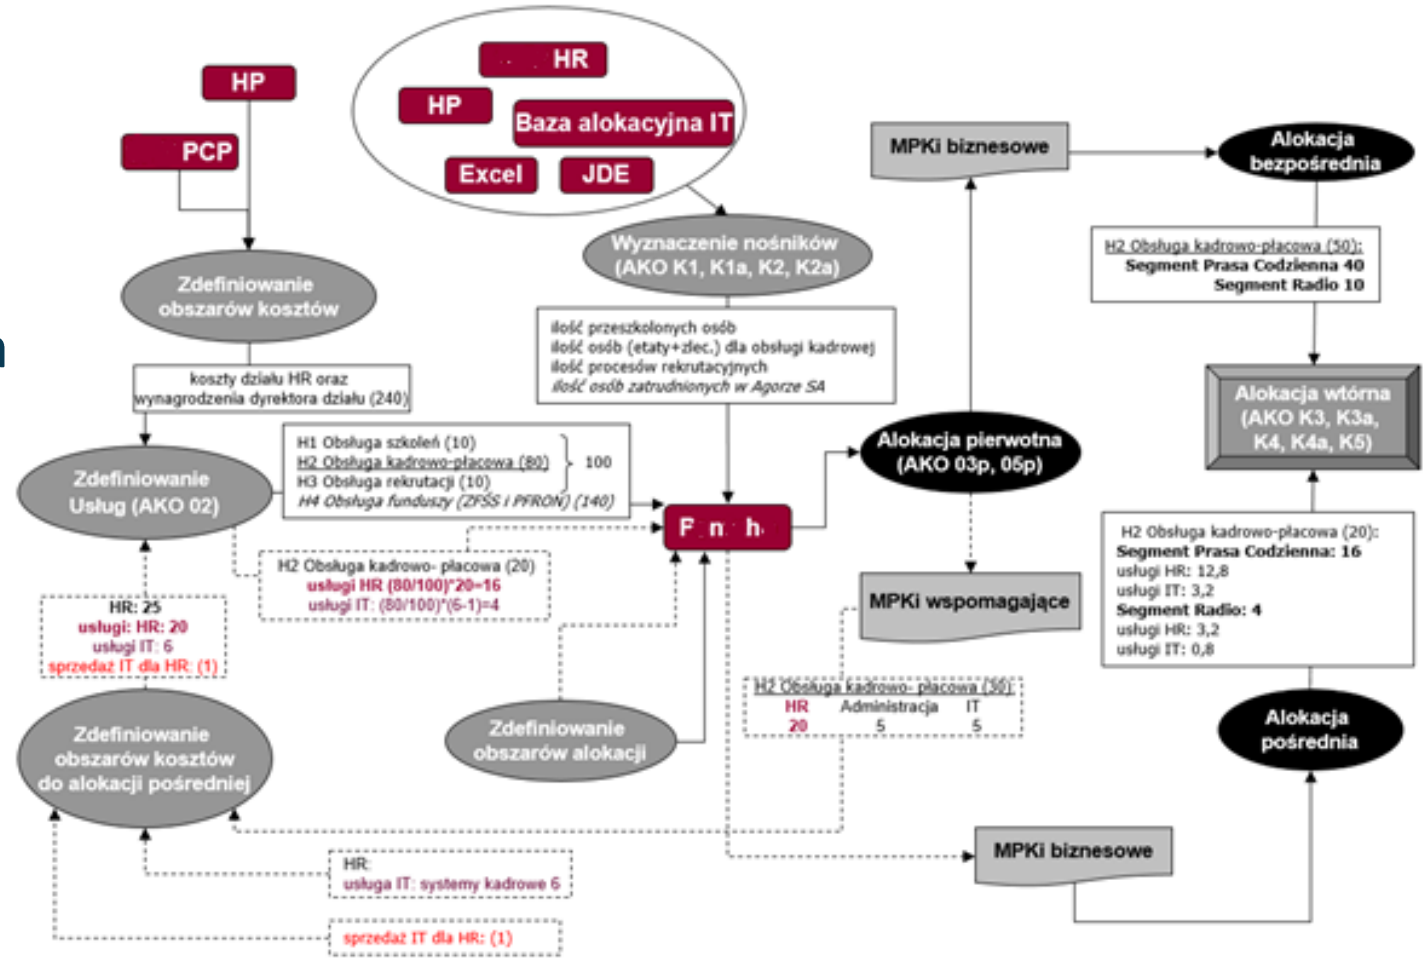 HP
PCP
HR
HP
Baza alokacyjna IT
Excel
JDE
Zdefiniowanie
obszarów kosztów
Wyznaczenie nośników
(AKO K1, K1a, K2, K2a)
MPKi biznesowe
Alokacja
bezpośrednia
H2 Obsługa kadrowo-płacowa (50):
Segment Prasa Codzienna 40
Segment Radio 10
koszty działu HR oraz
wynagrodzenia dyrektora działu (240)
ilość przeszkolonych osób
ilość osób (etaty+zlec.) dla obsługi kadrowej
ilość procesów rekrutacyjnych
ilość osób zatrudnionych w Agorze SA
Alokacja wtórna
(AKO K3, K3a,
K4, K4a, K5)
Zdefiniowanie
Usług (AKO 02)
H1 Obsługa szkoleń (10)
H2 Obsługa kadrowo-płacowa (80)
H3 Obsługa rekrutacji (10)
100
H4 Obsługa funduszy (ZFŚS i PFRON) (140)
Alokacja pierwotna
(AKO 03p, 05p)
F n h
H2 Obsługa kadrowo- płacowa (20)
usługi HR (80/100)*20=16
usługi IT: (80/100)*(6-1)=4
HR: 25
usługi: HR: 20
usługi IT: 6
sprzedaż IT dla HR: (1)
MPKi wspomagające
H2 Obsługa kadrowo-płacowa (20):
Segment Prasa Codzienna: 16
usługi HR: 12,8
usługi IT: 3,2
Segment Radio: 4
usługi HR: 3,2
usługi IT: 0,8
H2 Obsługa kadrowo- płacowa (30):
HR Administracja IT
20 5 5
Zdefiniowanie
obszarów kosztów
do alokacji pośredniej
Zdefiniowanie
obszarów alokacji
Alokacja
pośrednia
MPKi biznesowe
HR:
usługa IT: systemy kadrowe 6
sprzedaż IT dla HR: (1)